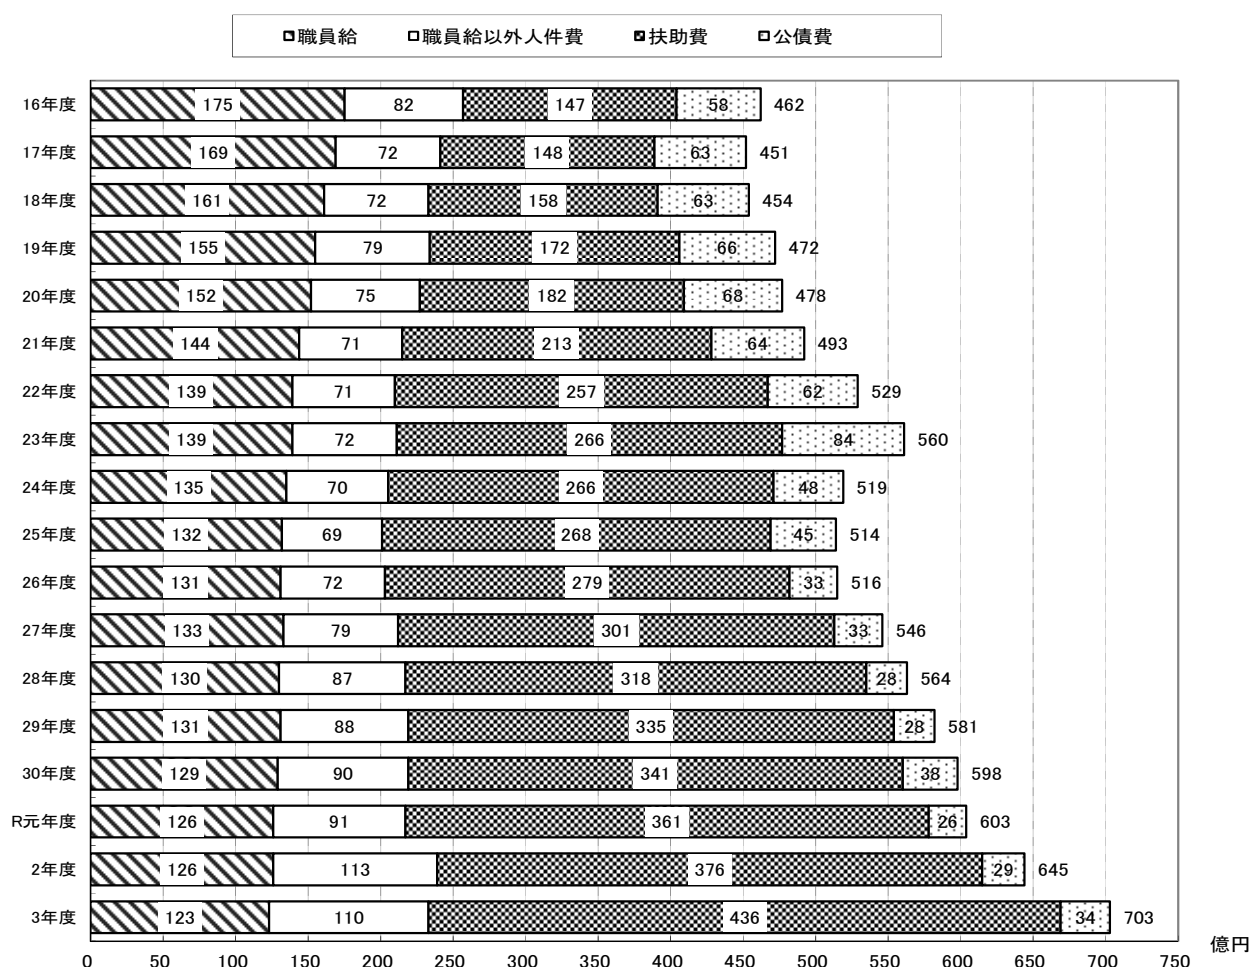 職員給 職員給以外人件費 扶助費 公債費
16年度 175 82 147 58 462
17年度 169 72 148 63 451
18年度 161 72 158 63 454
19年度 155 79 172 66 472
20年度 152 75 182 68 478
21年度 144 71 213 64 493
22年度 139 71 257 62 529
23年度 139 72 266 84 560
24年度 135 70 266 48 519
25年度 132 69 268 45 514
26年度 131 72 279 33 516
27年度 133 79 301 33 546
28年度 130 87 318 28 564
29年度 131 88 335 28 581
30年度 129 90 341 38 598
R元年度 126 91 361 26 603
2年度 126 113 376 29 645
3年度 123 110 436 34 703
億円
0 50 100 150 200 250 300 350 400 450 500 550 600 650 700 750